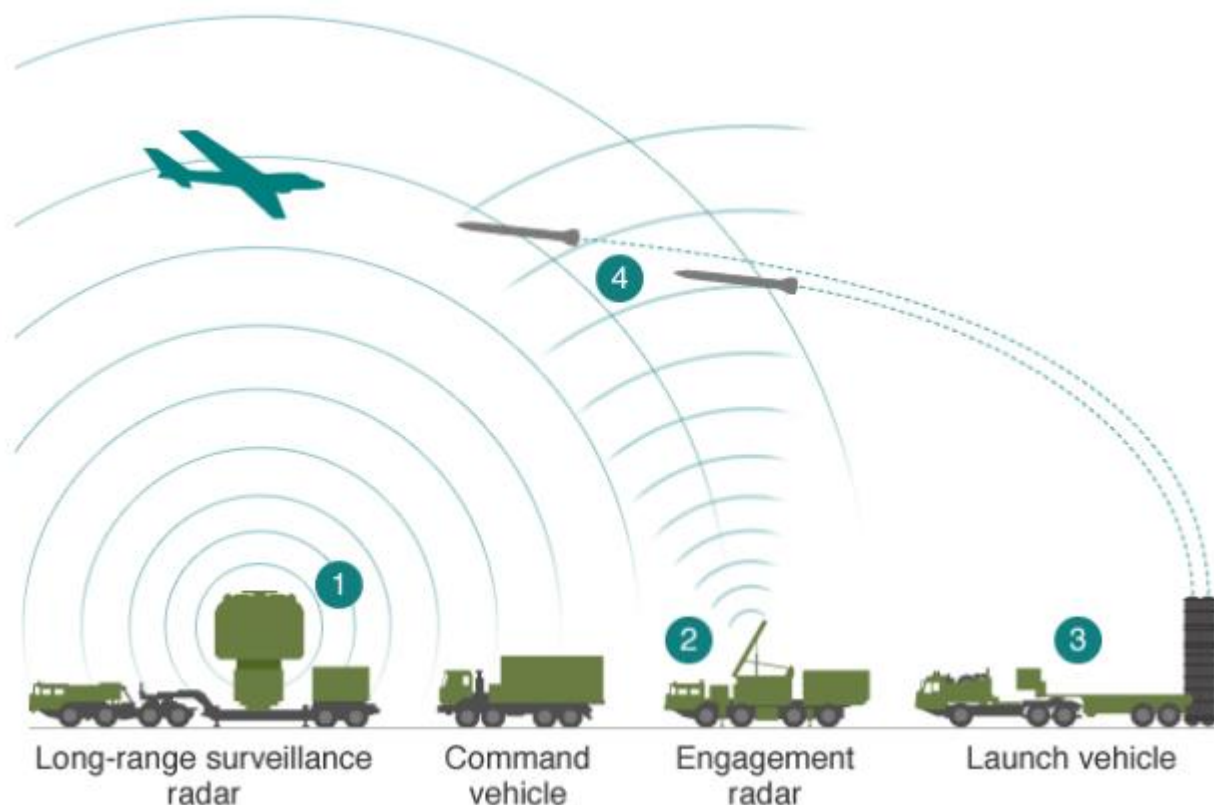 4
1
2
3
Long-range surveillance
radar
Command
vehicle
Engagement
radar
Launch vehicle